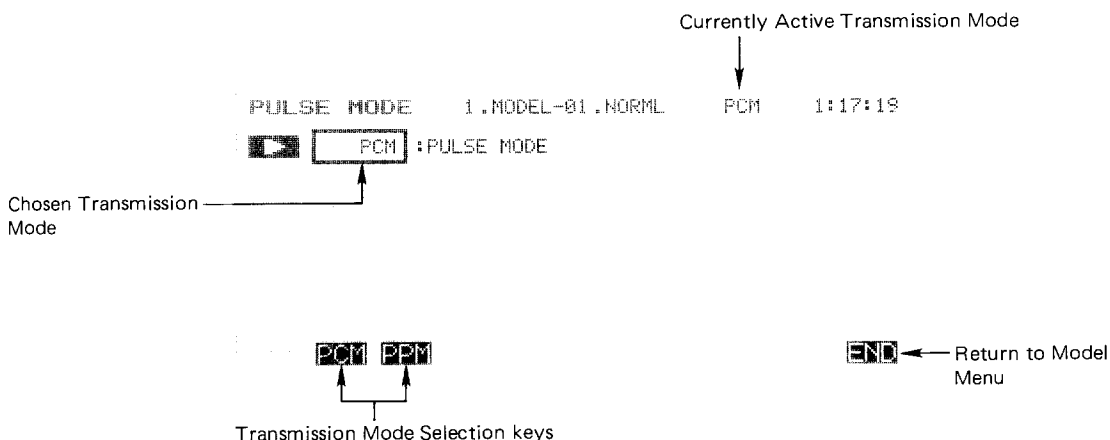 Currently Active Transmission Mode
PULSE MODE 1.MODEL-01.NORML PCM 1:17:19
PCM :PULSE MODE
Chosen Transmission
Mode
PCM PPM END Return to Model
Menu
Transmission Mode Selection keys